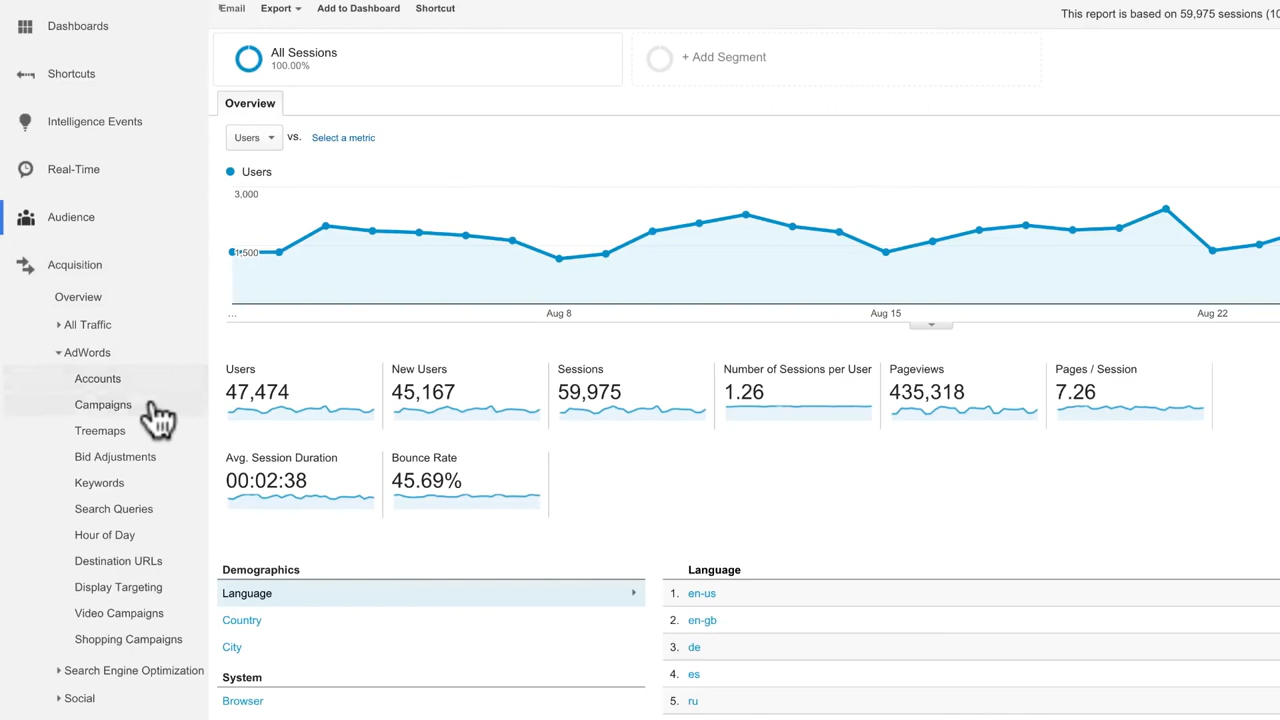 Dashboards
Shortcuts
Intelligence Events
Real-Time
Audience
Acquisition
Overview
All Traffic
AdWords
Accounts
Campaigns
Treemaps
Bid Adjustments
Keywords
Search Queries
Hour of Day
Destination URLs
Display Targeting
Video Campaigns
Shopping Campaigns
Search Engine Optimization
Social
Email Export Add to Dashboard Shortcut
This report is based on 59,975 sessions (10
All Sessions
100.00%
+ Add Segment
Overview
Users vs. Select a metric
Users
3,000
1,500
... Aug 8 Aug 15 Aug 22
Users New Users Sessions Number of Sessions per User Pageviews Pages / Session
47,474 45,167 59,975 1.26 435,318 7.26
Avg. Session Duration Bounce Rate
00:02:38 45.69%
Demographics
Language
Country
City
System
Browser
Language
1. en-us
2. en-gb
3. de
4. es
5. ru